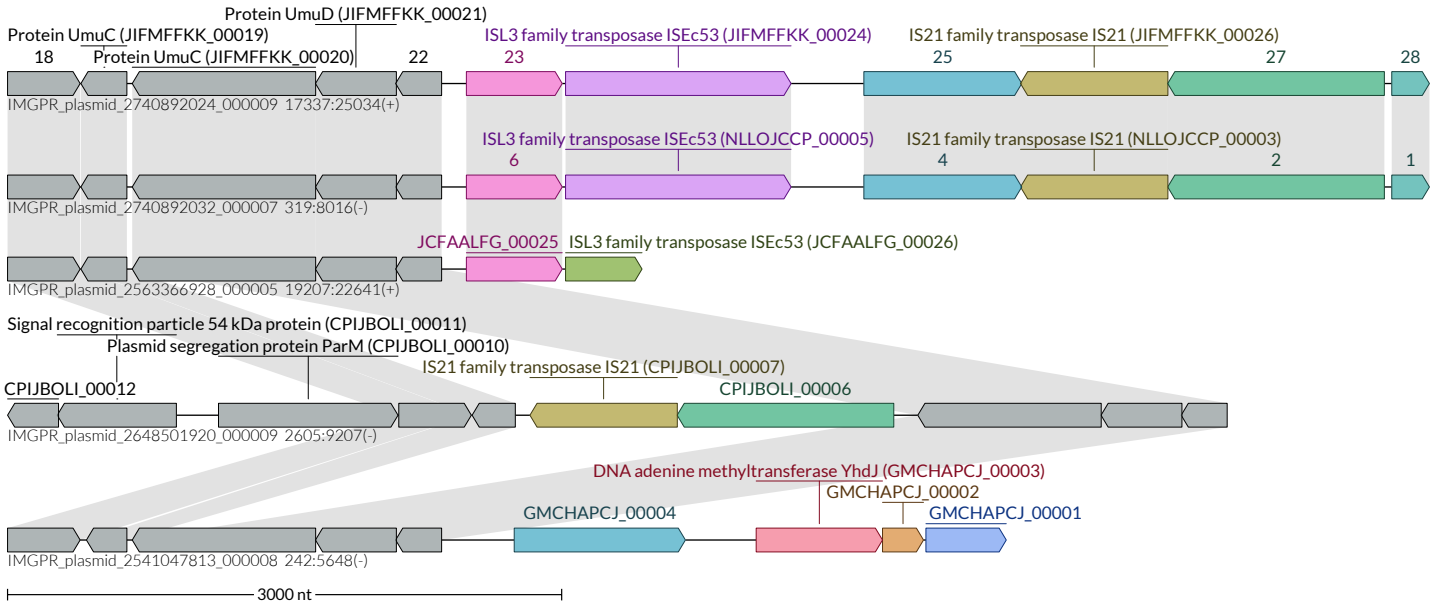 Protein UmuD (JIFMFFKK_00021)
Protein UmuC (JIFMFFKK_00019) ISL3 family transposase ISEc53 (JIFMFFKK_00024) IS21 family transposase IS21 (JIFMFFKK_00026)
18 Protein UmuC (JIFMFFKK_00020) 22 23 25 27 28
IMGPR_plasmid_2740892024_000009 17337:25034(+)
ISL3 family transposase ISEc53 (NLLOJCCP_00005) IS21 family transposase IS21 (NLLOJCCP_00003)
6 4 2 1
IMGPR_plasmid_2740892032_000007 319:8016(-)
JCFAALFG_00025 ISL3 family transposase ISEc53 (JCFAALFG_00026)
IMGPR_plasmid_2563366928_000005 19207:22641(+)
Signal recognition particle 54 kDa protein (CPIJBOLI_00011)
Plasmid segregation protein ParM (CPIJBOLI_00010)
IS21 family transposase IS21 (CPIJBOLI_00007)
CPIJBOLI_00012 CPIJBOLI_00006
IMGPR_plasmid_2648501920_000009 2605:9207(-)
DNA adenine methyltransferase YhdJ (GMCHAPCJ_00003)
GMCHAPCJ_00002
GMCHAPCJ_00004 GMCHAPCJ_00001
IMGPR_plasmid_2541047813_000008 242:5648(-)
3000 nt